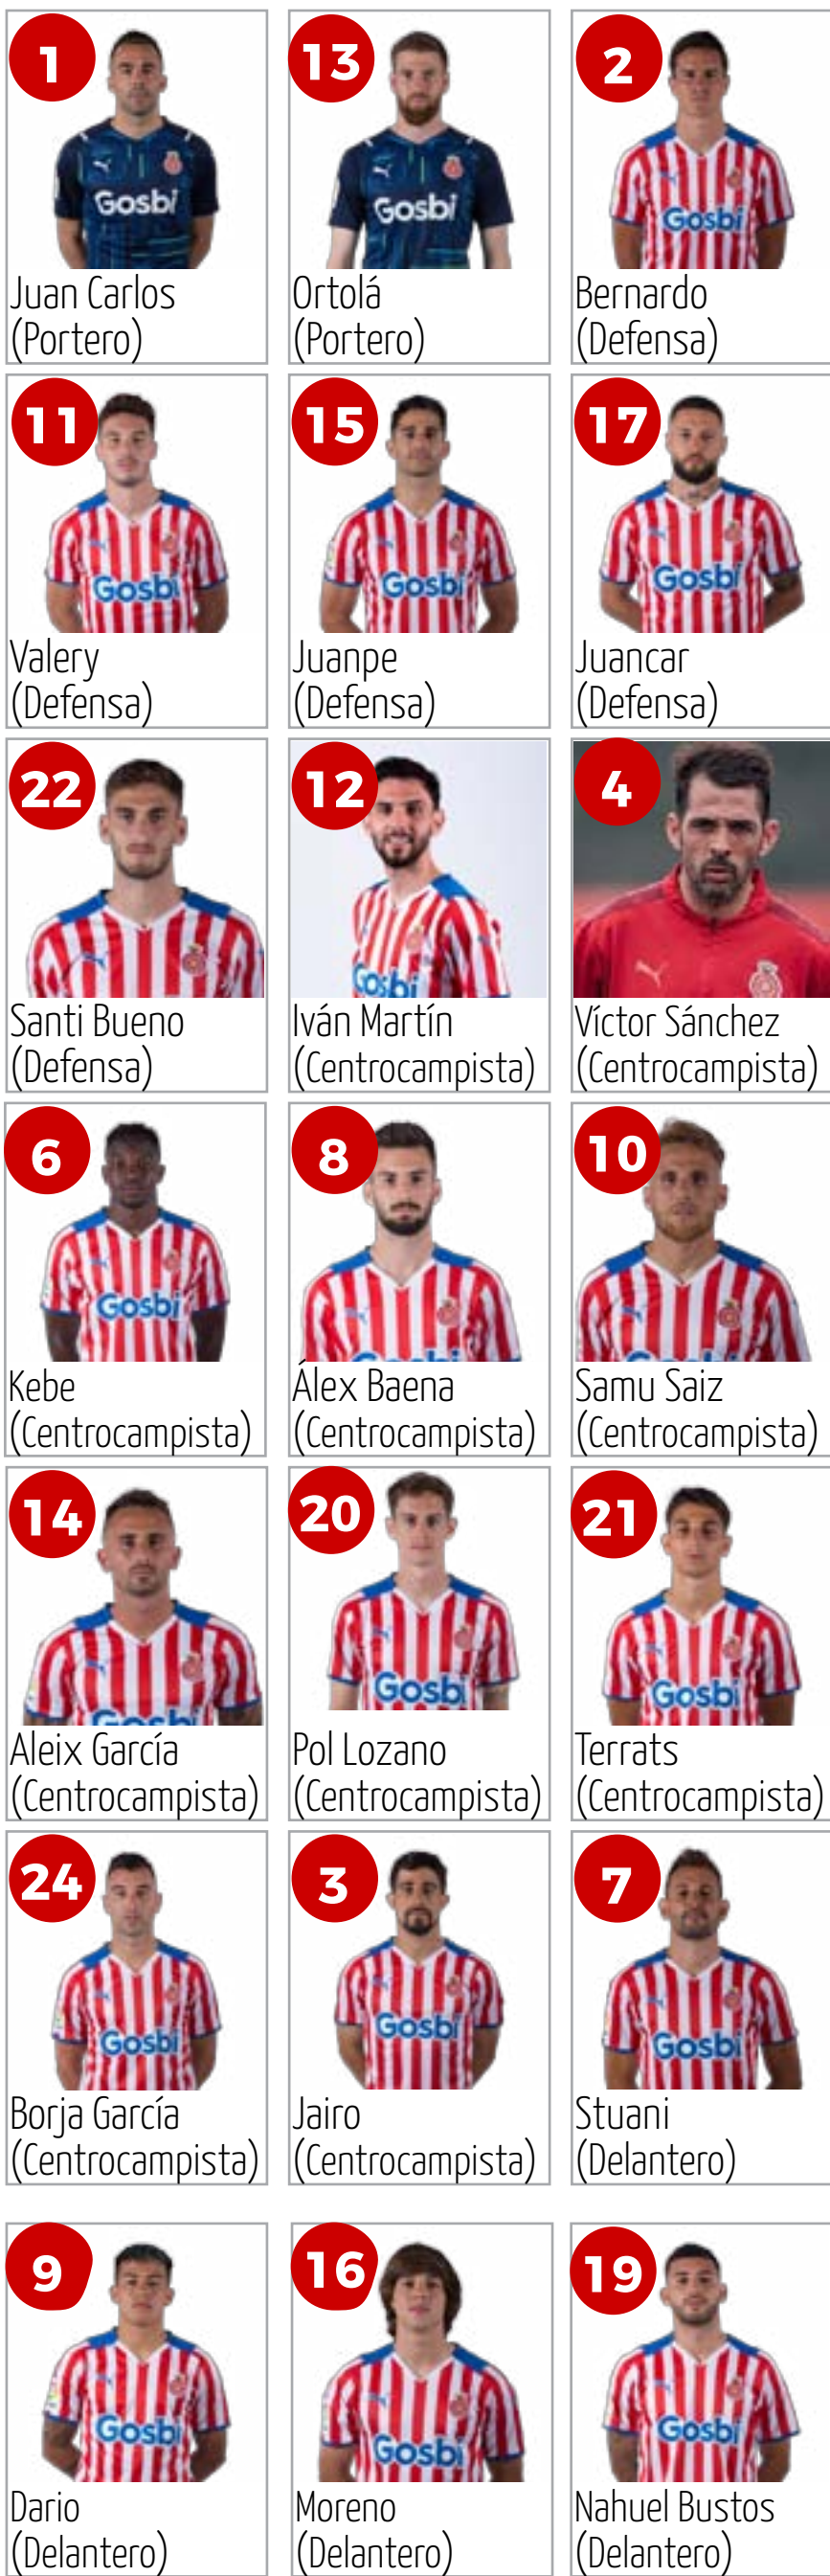 1
Gosbi
Juan Carlos
(Portero)
13
Gosbi
Ortolá
(Portero)
2
Gosbi
Bernardo
(Defensa)
11
Gosbi
Valery
(Defensa)
15
Gosbi
Juanpe
(Defensa)
17
Gosbi
Juancar
(Defensa)
22
Santi Bueno
(Defensa)
12
Gosbi
Iván Martín
(Centrocampista)
4
Víctor Sánchez
(Centrocampista)
6
Gosbi
Kebe
(Centrocampista)
8
Álex Baena
(Centrocampista)
10
Samu Saiz
(Centrocampista)
14
Gosbi
Aleix García
(Centrocampista)
20
Gosbi
Pol Lozano
(Centrocampista)
21
Gosbi
Terrats
(Centrocampista)
24
Gosbi
Borja García
(Centrocampista)
3
Gosbi
Jairo
(Centrocampista)
7
Gosbi
Stuani
(Delantero)
9
Gosbi
Dario
(Delantero)
16
Gosbi
Moreno
(Delantero)
19
Gosbi
Nahuel Bustos
(Delantero)